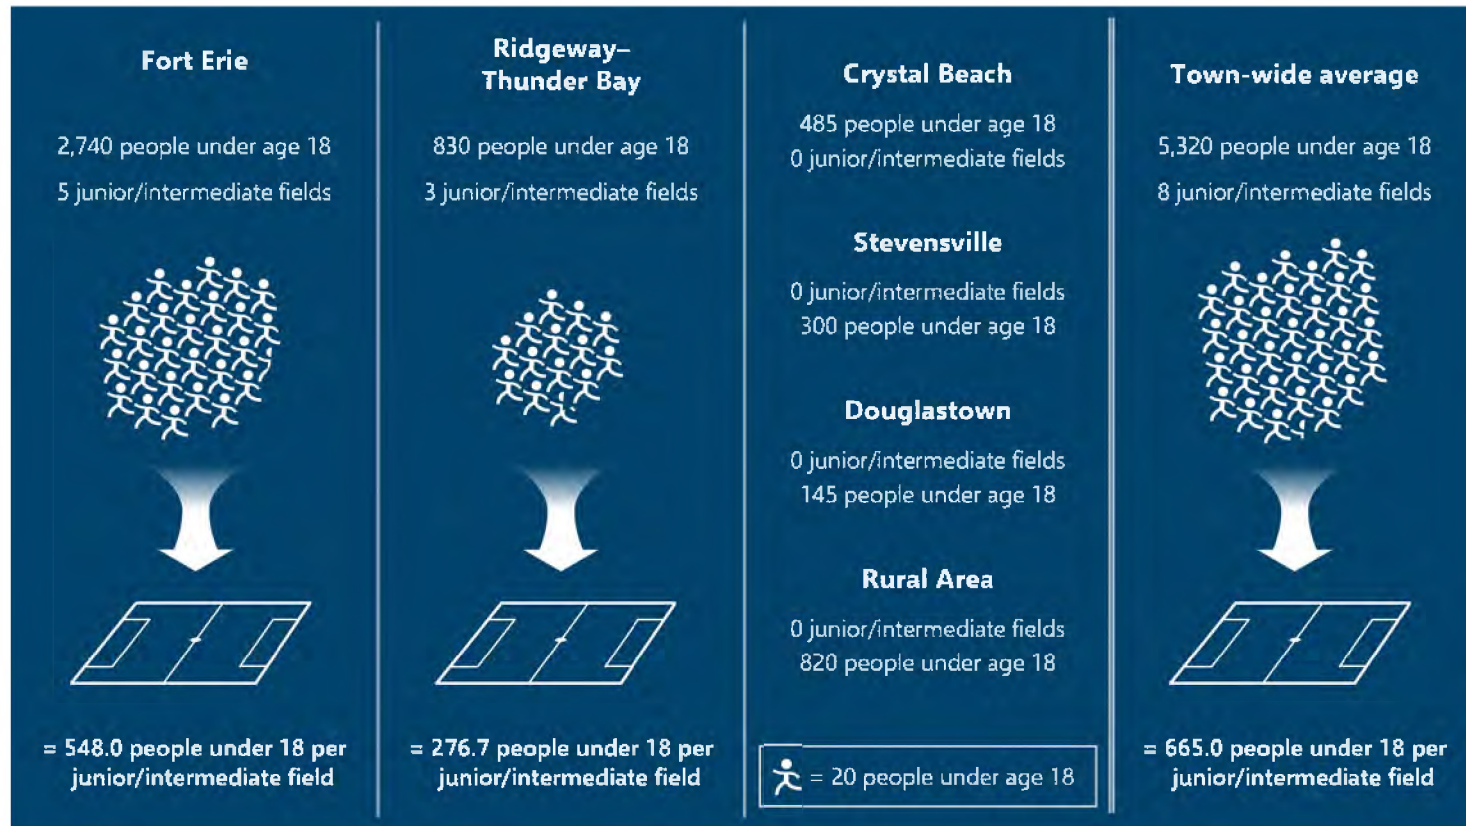 Fort Erie
2,740 people under age 18
5 junior/intermediate fields
= 548.0 people under 18 per
junior/intermediate field
Ridgeway–
Thunder Bay
830 people under age 18
3 junior/intermediate fields
= 276.7 people under 18 per
junior/intermediate field
Crystal Beach
485 people under age 18
0 junior/intermediate fields
Stevensville
0 junior/intermediate fields
300 people under age 18
Douglastown
0 junior/intermediate fields
145 people under age 18
Rural Area
0 junior/intermediate fields
820 people under age 18
= 20 people under age 18
Town-wide average
5,320 people under age 18
8 junior/intermediate fields
= 665.0 people under 18 per
junior/intermediate field